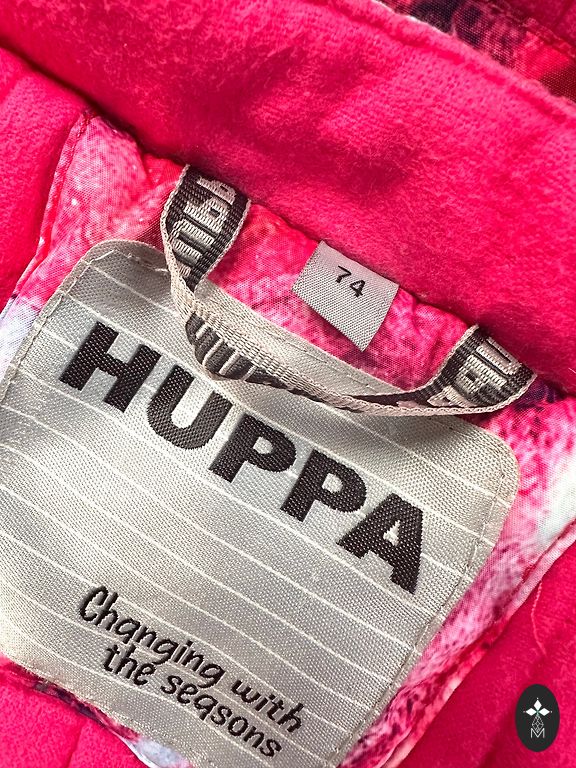 74
HUPPA
Changing with
the seasons
M